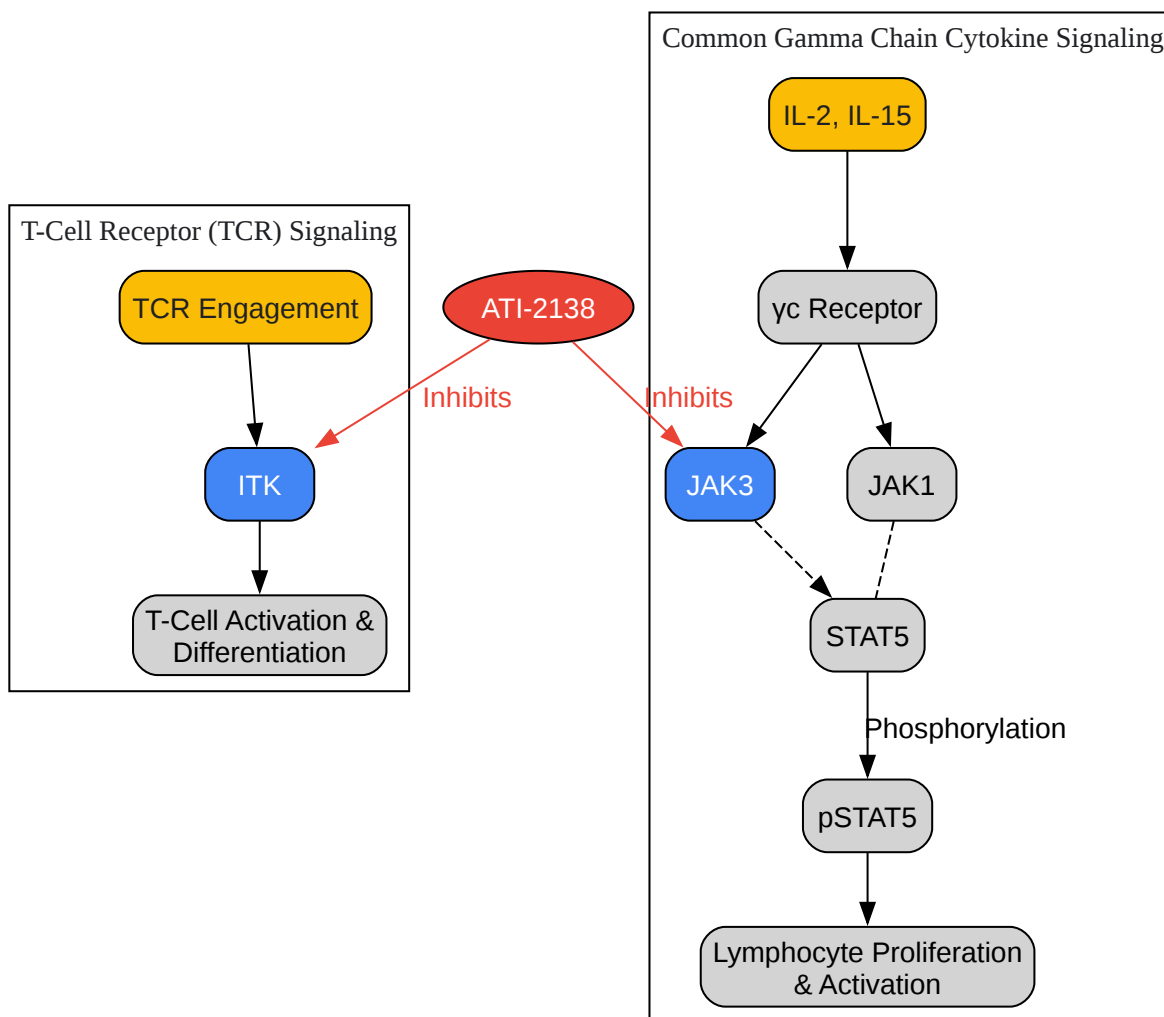 Common Gamma Chain Cytokine Signaling
IL-2, IL-15
T-Cell Receptor (TCR) Signaling
TCR Engagement
ATI-2138
γc Receptor
Inhibits
Inhibits
ITK
JAK3
JAK1
T-Cell Activation &
Differentiation
STAT5
Phosphorylation
pSTAT5
Lymphocyte Proliferation
& Activation